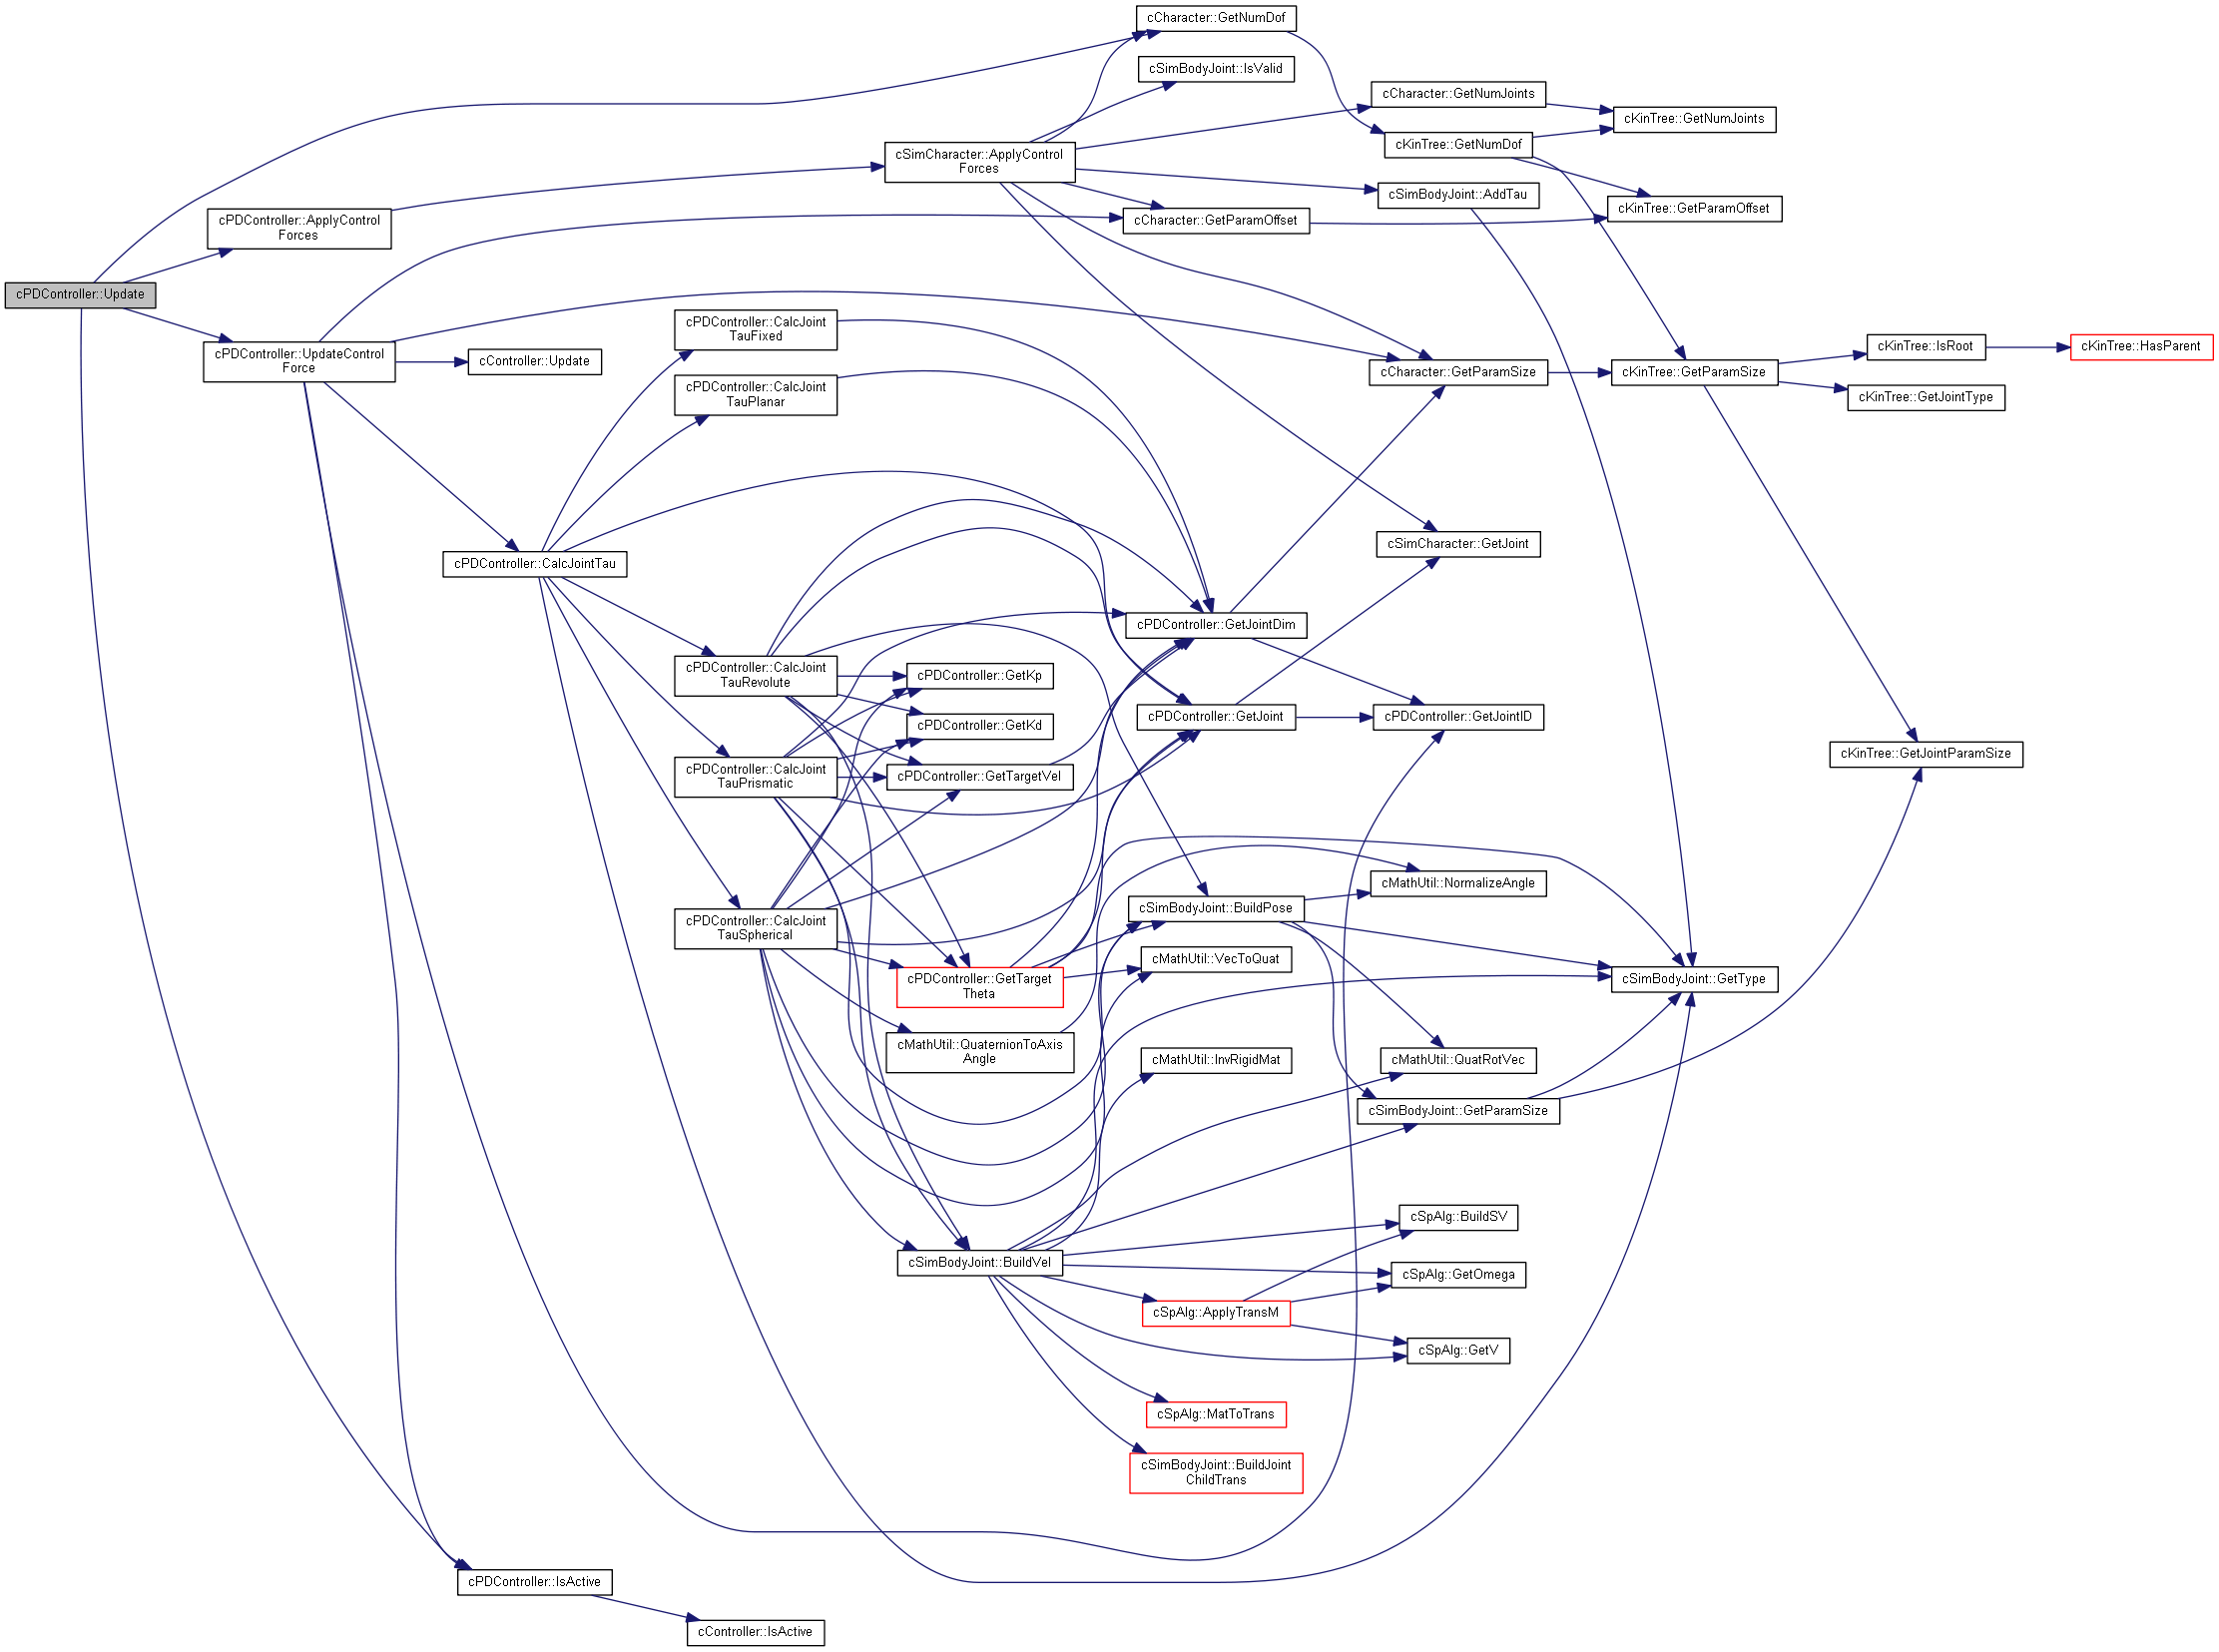 cCharacter::GetNumDof
cSimBodyJoint::IsValid
cCharacter::GetNumJoints
cKinTree::GetNumJoints
cKinTree::GetNumDof
cSimCharacter::ApplyControl
Forces
cSimBodyJoint::AddTau
cKinTree::GetParamOffset
cPDController::ApplyControl
Forces
cCharacter::GetParamOffset
cPDController::Update
cPDController::CalcJoint
TauFixed
cPDController::UpdateControl
Force
cController::Update
cKinTree::IsRoot
cKinTree::HasParent
cCharacter::GetParamSize
cKinTree::GetParamSize
cPDController::CalcJoint
TauPlanar
cKinTree::GetJointType
cSimCharacter::GetJoint
cPDController::CalcJointTau
cPDController::GetJointDim
cPDController::CalcJoint
TauRevolute
cPDController::GetKp
cPDController::GetJoint
cPDController::GetJointID
cPDController::GetKd
cKinTree::GetJointParamSize
cPDController::CalcJoint
TauPrismatic
cPDController::GetTargetVel
cMathUtil::NormalizeAngle
cSimBodyJoint::BuildPose
cPDController::CalcJoint
TauSpherical
cMathUtil::VecToQuat
cPDController::GetTarget
Theta
cSimBodyJoint::GetType
cMathUtil::QuaternionToAxis
Angle
cMathUtil::InvRigidMat
cMathUtil::QuatRotVec
cSimBodyJoint::GetParamSize
cSpAlg::BuildSV
cSimBodyJoint::BuildVel
cSpAlg::GetOmega
cSpAlg::ApplyTransM
cSpAlg::GetV
cSpAlg::MatToTrans
cSimBodyJoint::BuildJoint
ChildTrans
cPDController::IsActive
cController::IsActive